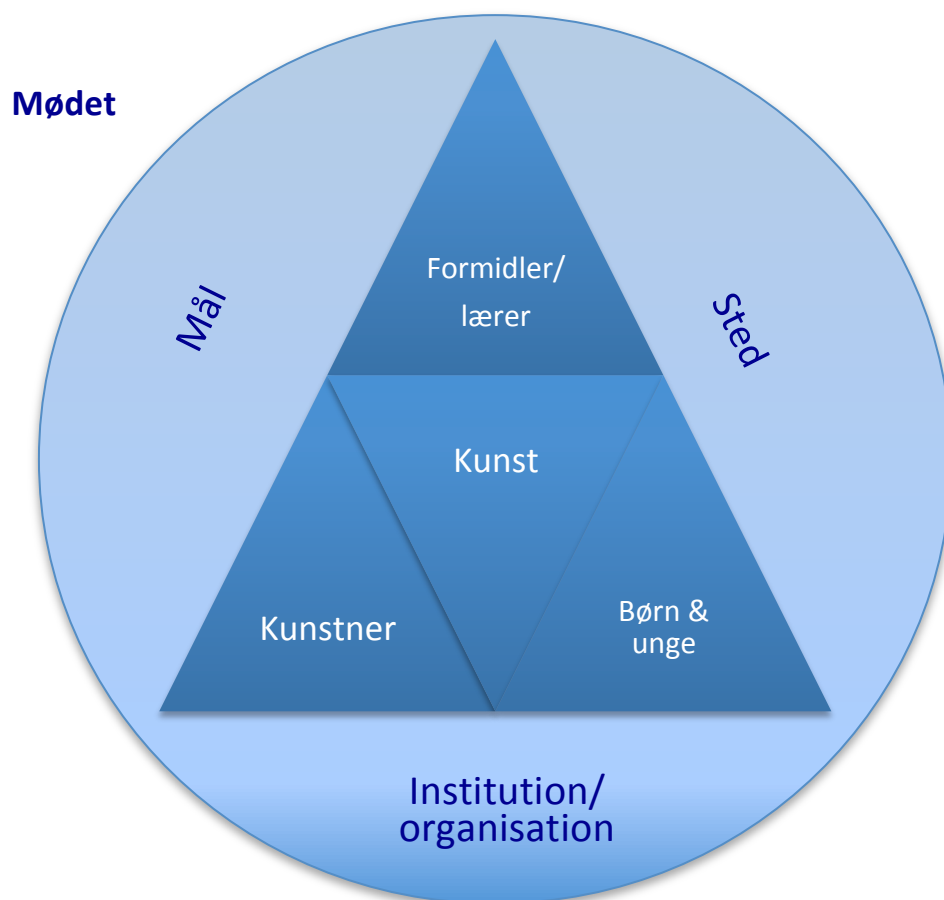 Mødet
Mål
Sted
Formidler/
lærer
Kunst
Kunstner
Børn &
unge
Institution/
organisation